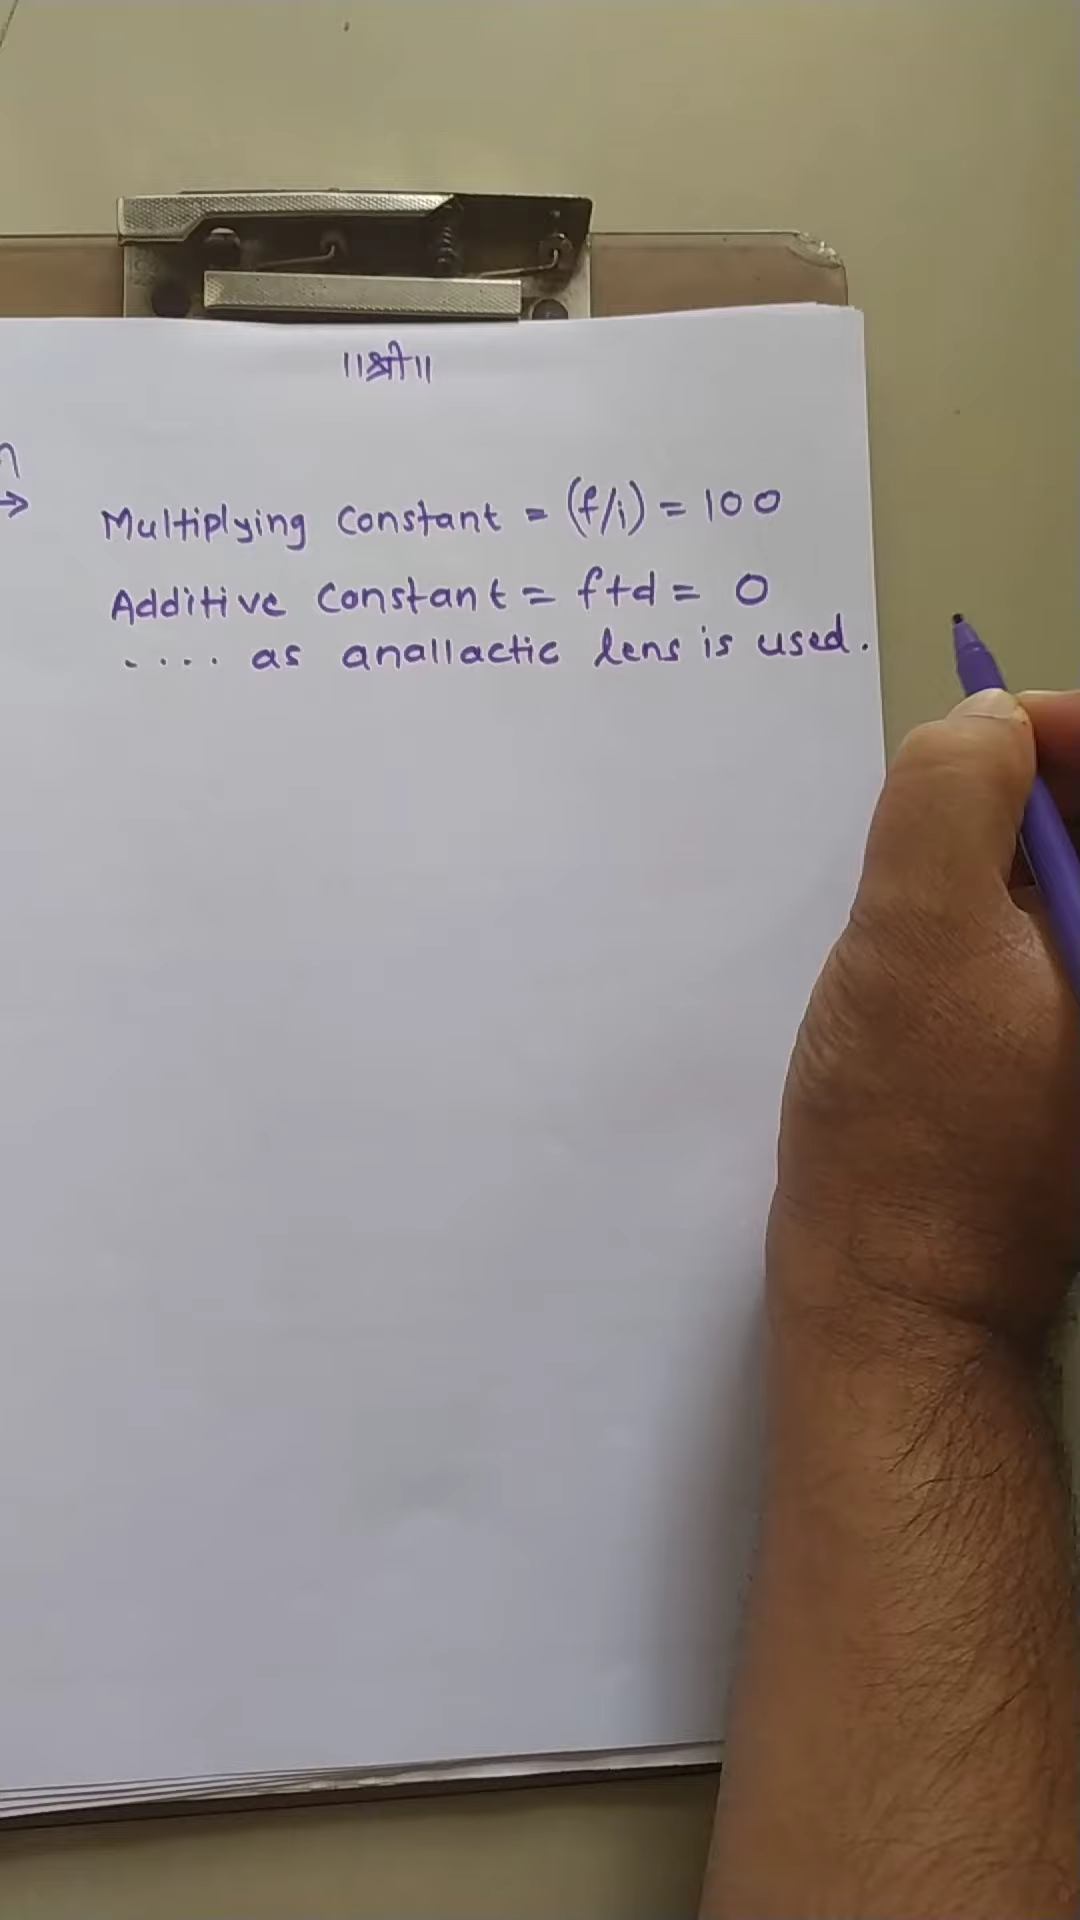 ॥श्री॥
→
Multiplying Constant = (f/i) = 100
Additive Constant = f+d = 0
.... as anallactic lens is used.